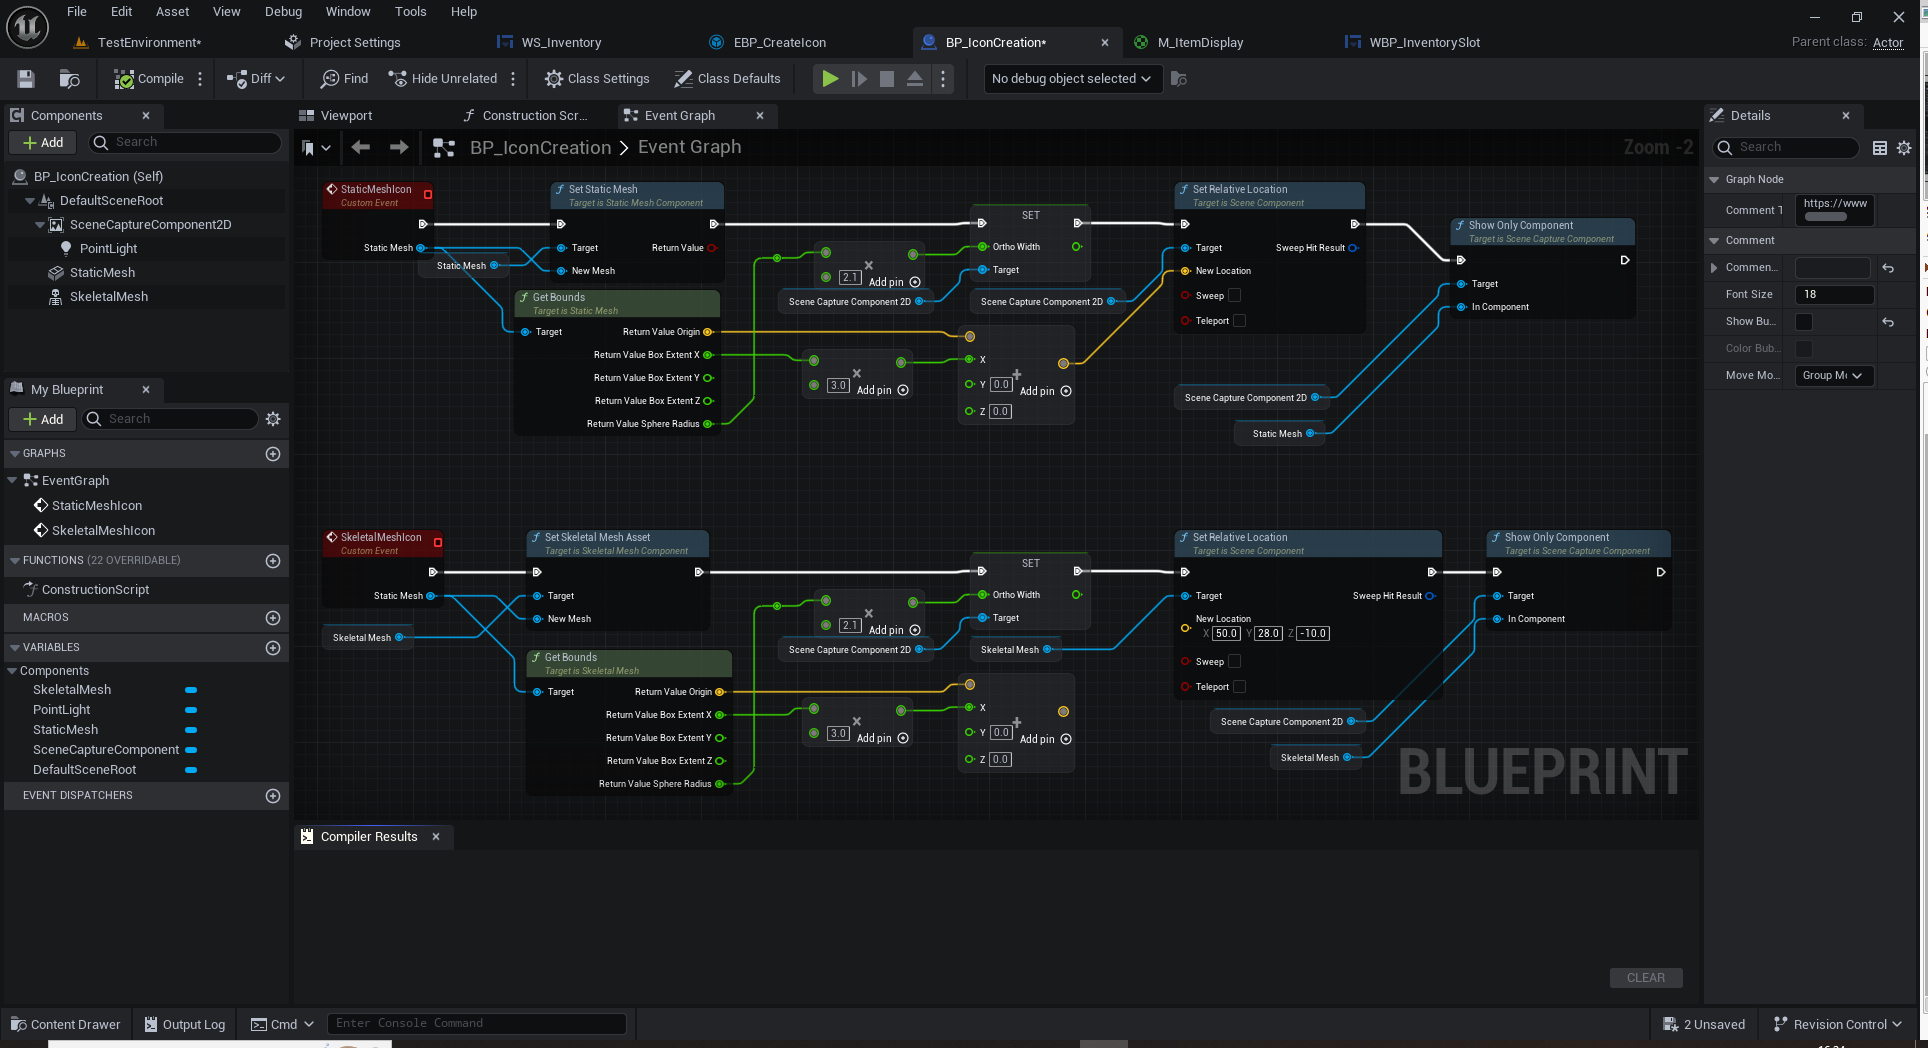 File Edit Asset View Debug Window Tools Help
TestEnvironment* Project Settings WS_Inventory EBP_CreateIcon BP_IconCreation* M_ItemDisplay WBP_InventorySlot Parent class: Actor
Compile Diff Find Hide Unrelated Class Settings Class Defaults No debug object selected
Components
Add Search
BP_IconCreation (Self)
DefaultSceneRoot
SceneCaptureComponent2D
PointLight
StaticMesh
SkeletalMesh
My Blueprint
Add Search
GRAPHS
EventGraph
StaticMeshIcon
SkeletalMeshIcon
FUNCTIONS (22 OVERRIDABLE)
ConstructionScript
MACROS
VARIABLES
Components
SkeletalMesh
PointLight
StaticMesh
SceneCaptureComponent
DefaultSceneRoot
EVENT DISPATCHERS
Viewport Construction Scr... Event Graph
BP_IconCreation > Event Graph Zoom -2
StaticMeshIcon
Custom Event
Static Mesh
Static Mesh
Set Static Mesh
Target is Static Mesh Component
Target Return Value
New Mesh
Get Bounds
Target is Static Mesh
Target Return Value Origin
Return Value Box Extent X
Return Value Box Extent Y
Return Value Box Extent Z
Return Value Sphere Radius
2.1 Add pin
3.0 Add pin
SET
Ortho Width
Target
Scene Capture Component 2D
Scene Capture Component 2D
X
Y 0.0 Add pin
Z 0.0
Set Relative Location
Target is Scene Component
Target Sweep Hit Result
New Location
Sweep
Teleport
Scene Capture Component 2D
Static Mesh
Show Only Component
Target is Scene Capture Component
Target
In Component
SkeletalMeshIcon
Custom Event
Static Mesh
Skeletal Mesh
Set Skeletal Mesh Asset
Target is Skeletal Mesh Component
Target
New Mesh
Get Bounds
Target is Skeletal Mesh
Target Return Value Origin
Return Value Box Extent X
Return Value Box Extent Y
Return Value Box Extent Z
Return Value Sphere Radius
2.1 Add pin
3.0 Add pin
SET
Ortho Width
Target
Scene Capture Component 2D
Skeletal Mesh
X
Y 0.0 Add pin
Z 0.0
Set Relative Location
Target is Scene Component
Target Sweep Hit Result
New Location
X 50.0 Y 28.0 Z -10.0
Sweep
Teleport
Scene Capture Component 2D
Skeletal Mesh
Show Only Component
Target is Scene Capture Component
Target
In Component
BLUEPRINT
Compiler Results
CLEAR
Details
Search
Graph Node
Comment T https://www
Comment
Commen...
Font Size 18
Show Bu...
Color Bub...
Move Mo... Group M
Content Drawer Output Log Cmd Enter Console Command 2 Unsaved Revision Control